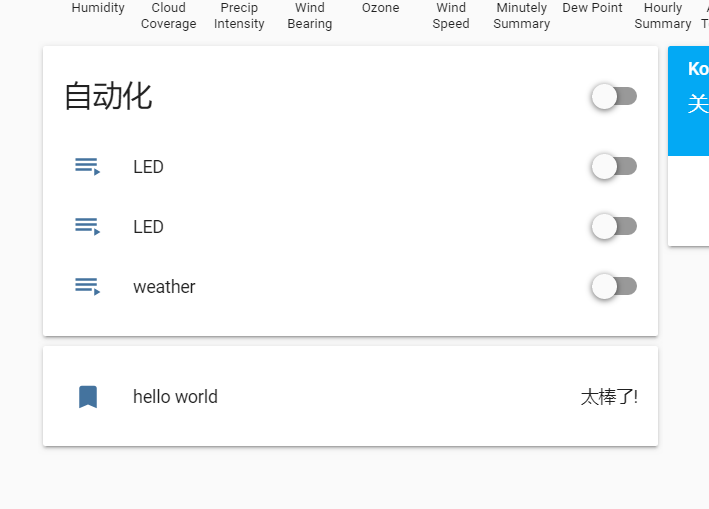 Humidity
Cloud Coverage
Precip Intensity
Wind Bearing
Ozone
Wind Speed
Minutely Summary
Dew Point
Hourly Summary
自动化
LED
LED
weather
hello world
太棒了!
Ko
关